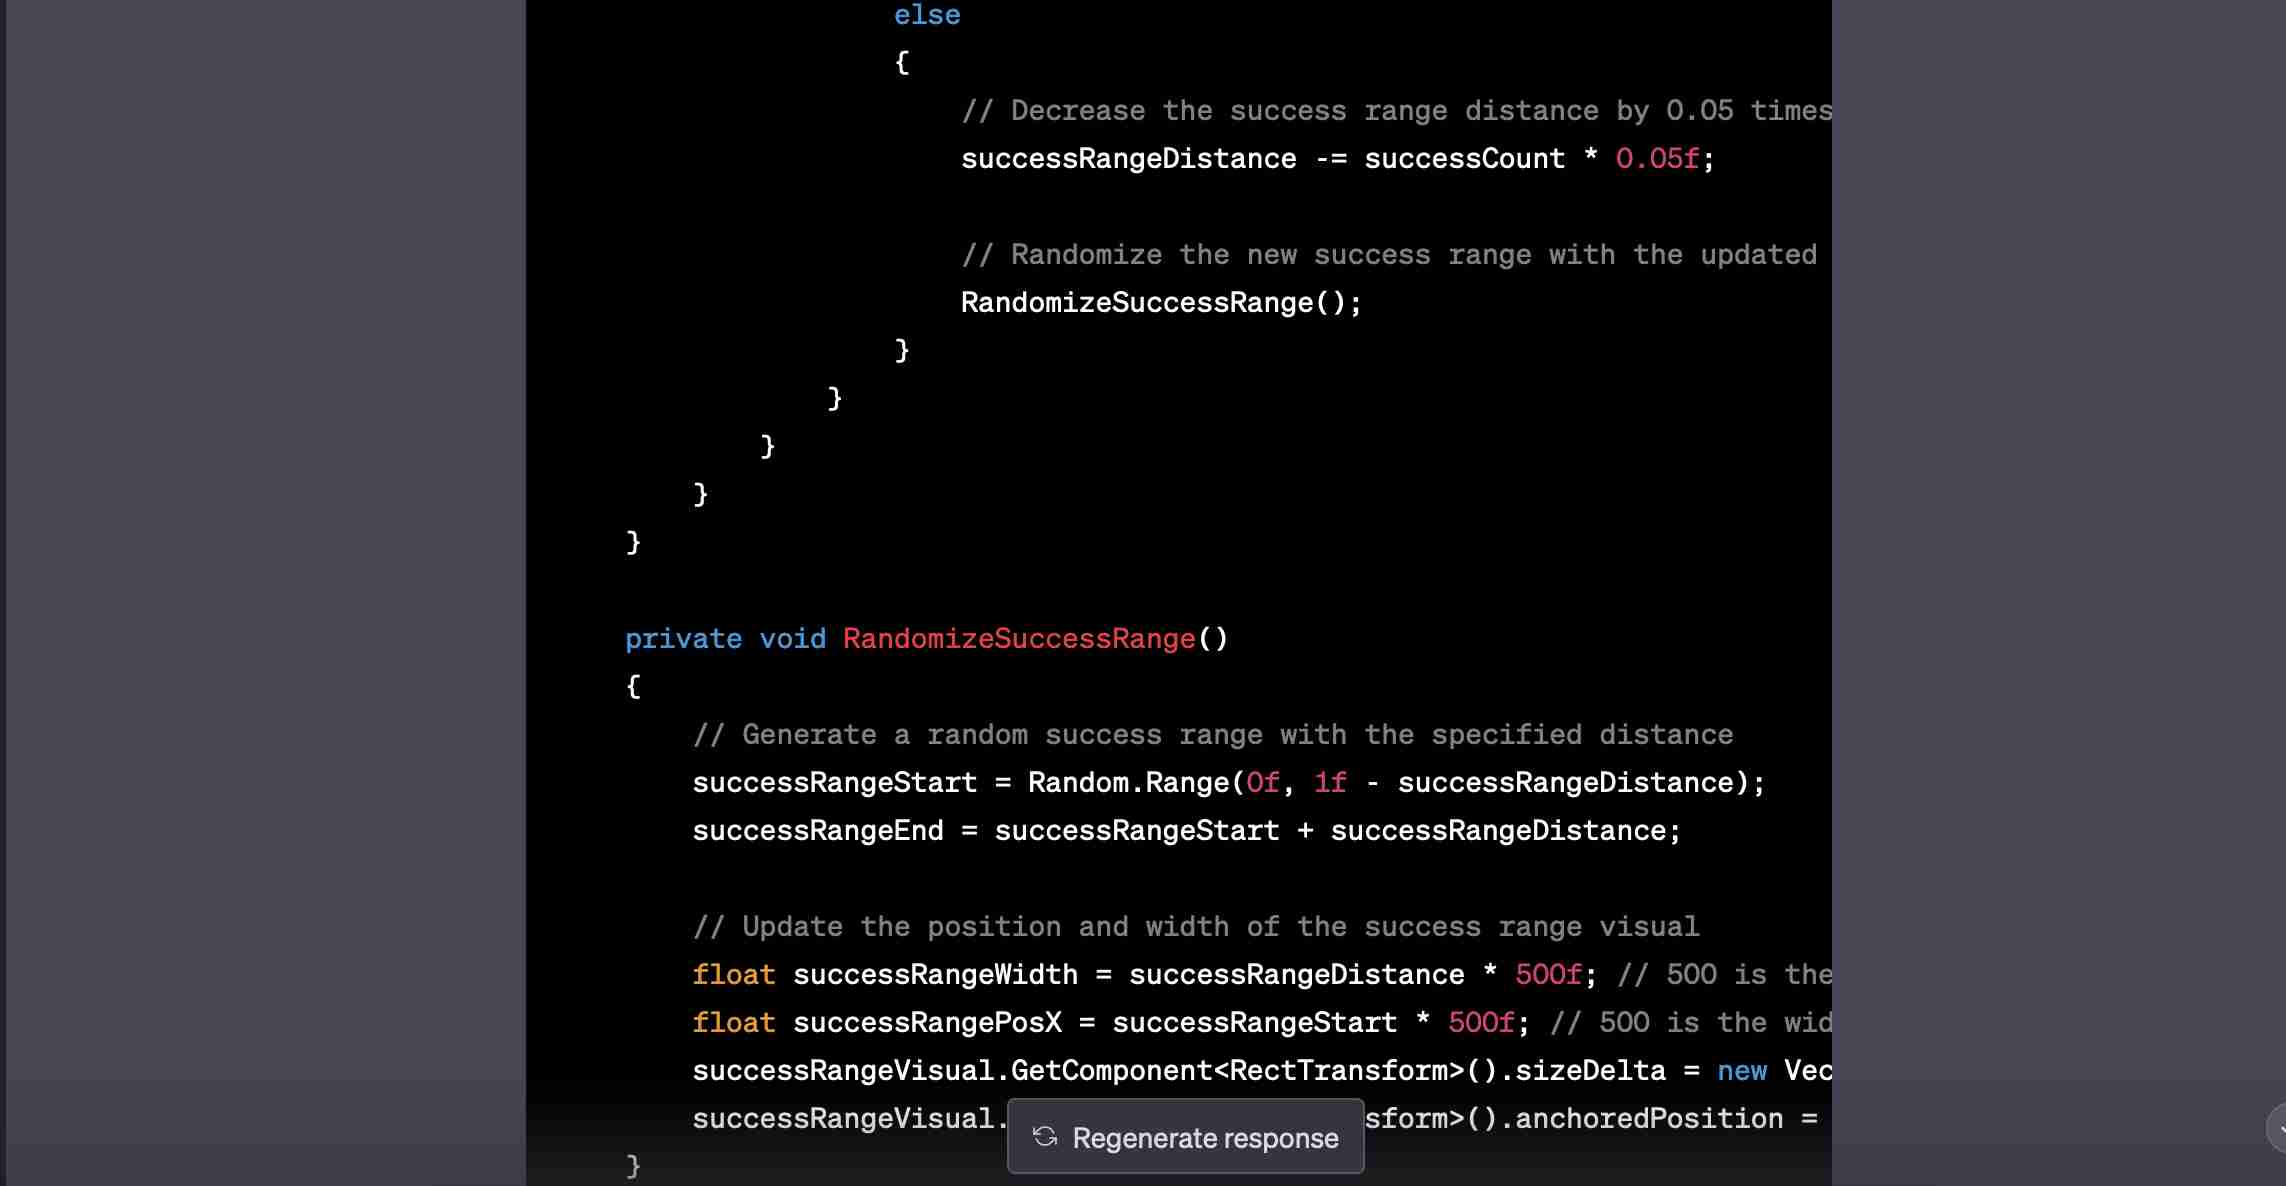 else
{
// Decrease the success range distance by 0.05 times
successRangeDistance -= successCount * 0.05f;
// Randomize the new success range with the updated
RandomizeSuccessRange();
}
}
}
}
}
private void RandomizeSuccessRange()
{
// Generate a random success range with the specified distance
successRangeStart = Random.Range(0f, 1f - successRangeDistance);
successRangeEnd = successRangeStart + successRangeDistance;
// Update the position and width of the success range visual
float successRangeWidth = successRangeDistance * 500f; // 500 is the
float successRangePosX = successRangeStart * 500f; // 500 is the wid
successRangeVisual.GetComponent<RectTransform>().sizeDelta = new Vec
successRangeVisual. sform>().anchoredPosition =
Regenerate response
}